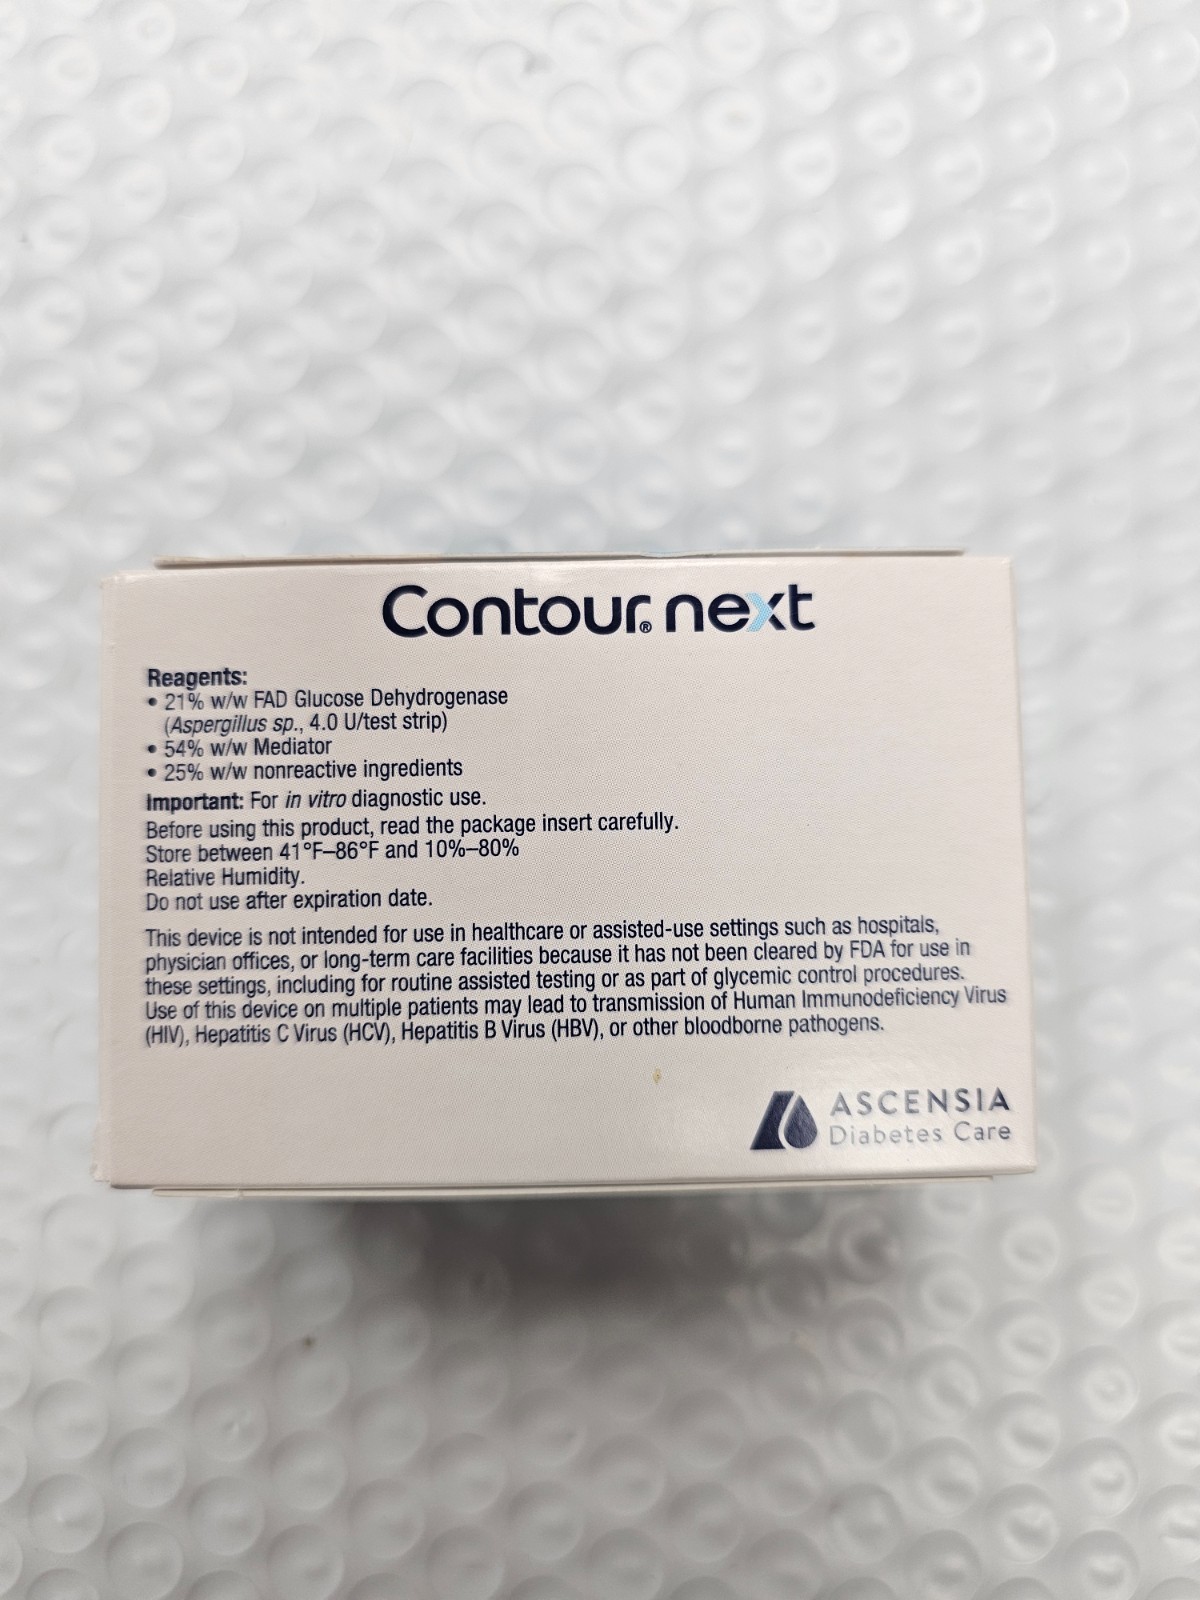 Contour® next
Reagents:
• 21% w/w FAD Glucose Dehydrogenase
(Aspergillus sp., 4.0 U/test strip)
• 54% w/w Mediator
• 25% w/w nonreactive ingredients
Important: For in vitro diagnostic use.
Before using this product, read the package insert carefully.
Store between 41°F–86°F and 10%–80%
Relative Humidity.
Do not use after expiration date.
This device is not intended for use in healthcare or assisted-use settings such as hospitals,
physician offices, or long-term care facilities because it has not been cleared by FDA for use in
these settings, including for routine assisted testing or as part of glycemic control procedures.
Use of this device on multiple patients may lead to transmission of Human Immunodeficiency Virus
(HIV), Hepatitis C Virus (HCV), Hepatitis B Virus (HBV), or other bloodborne pathogens.
ASCENSIA
Diabetes Care